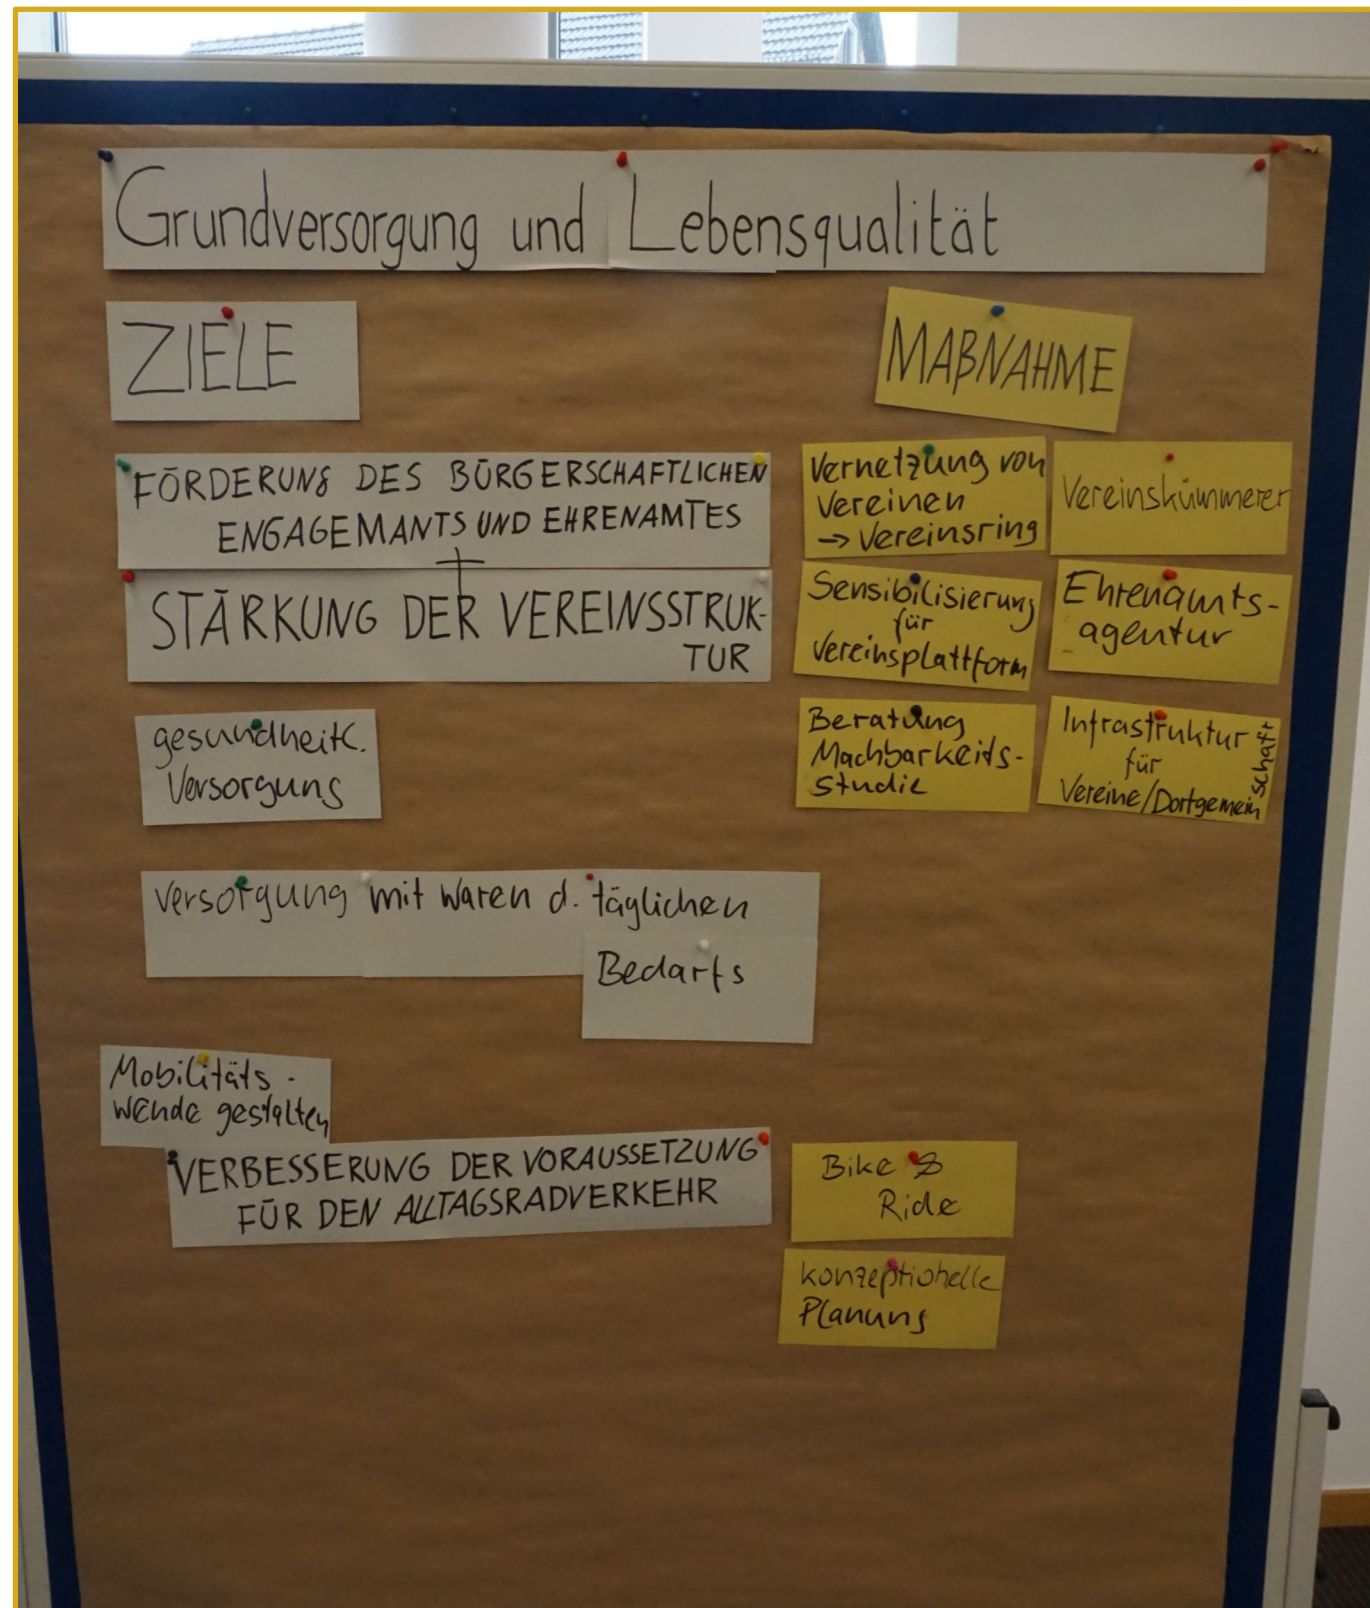 Grundversorgung und Lebensqualität
ZIELE
MAßNAHME
FÖRDERUNG DES BÜRGERSCHAFTLICHEN
ENGAGEMANTS UND EHRENAMTES
+
STÄRKUNG DER VEREINSSTRUK-
TUR
Vernetzung von
Vereinen
→ Vereinsring
Vereinskümmerer
Sensibilisierung
für
Vereinsplattform
Ehrenamts-
agentur
gesundheitl.
Versorgung
Beratung
Machbarkeits-
studie
Infrastruktur
für
Vereine/Dorfgemein
schaft
Versorgung mit Waren d. täglichen
Bedarfs
Mobilitäts-
wende gestalten
VERBESSERUNG DER VORAUSSETZUNG
FÜR DEN ALLTAGSRADVERKEHR
Bike &
Ride
konzeptionelle
Planung